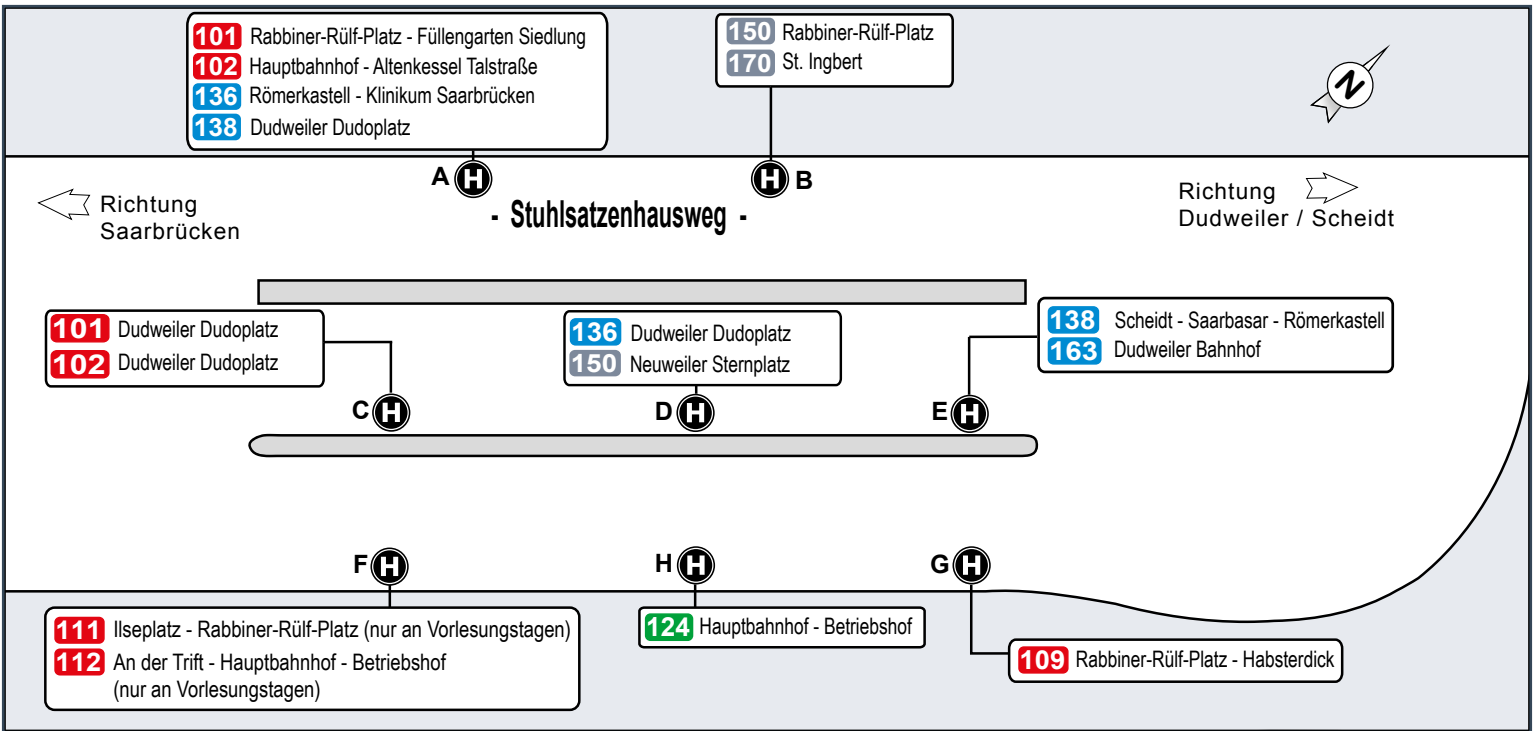 101 Rabbiner-Rülf-Platz - Füllengarten Siedlung
102 Hauptbahnhof - Altenkessel Talstraße
136 Römerkastell - Klinikum Saarbrücken
138 Dudweiler Dudoplatz
150 Rabbiner-Rülf-Platz
170 St. Ingbert
N
A H
H B
Richtung
Saarbrücken
- Stuhlsatzenhausweg -
Richtung
Dudweiler / Scheidt
101 Dudweiler Dudoplatz
102 Dudweiler Dudoplatz
136 Dudweiler Dudoplatz
150 Neuweiler Sternplatz
138 Scheidt - Saarbasar - Römerkastell
163 Dudweiler Bahnhof
C H
D H
E H
F H
H H
G H
111 Ilseplatz - Rabbiner-Rülf-Platz (nur an Vorlesungstagen)
112 An der Trift - Hauptbahnhof - Betriebshof
(nur an Vorlesungstagen)
124 Hauptbahnhof - Betriebshof
109 Rabbiner-Rülf-Platz - Habsterdick